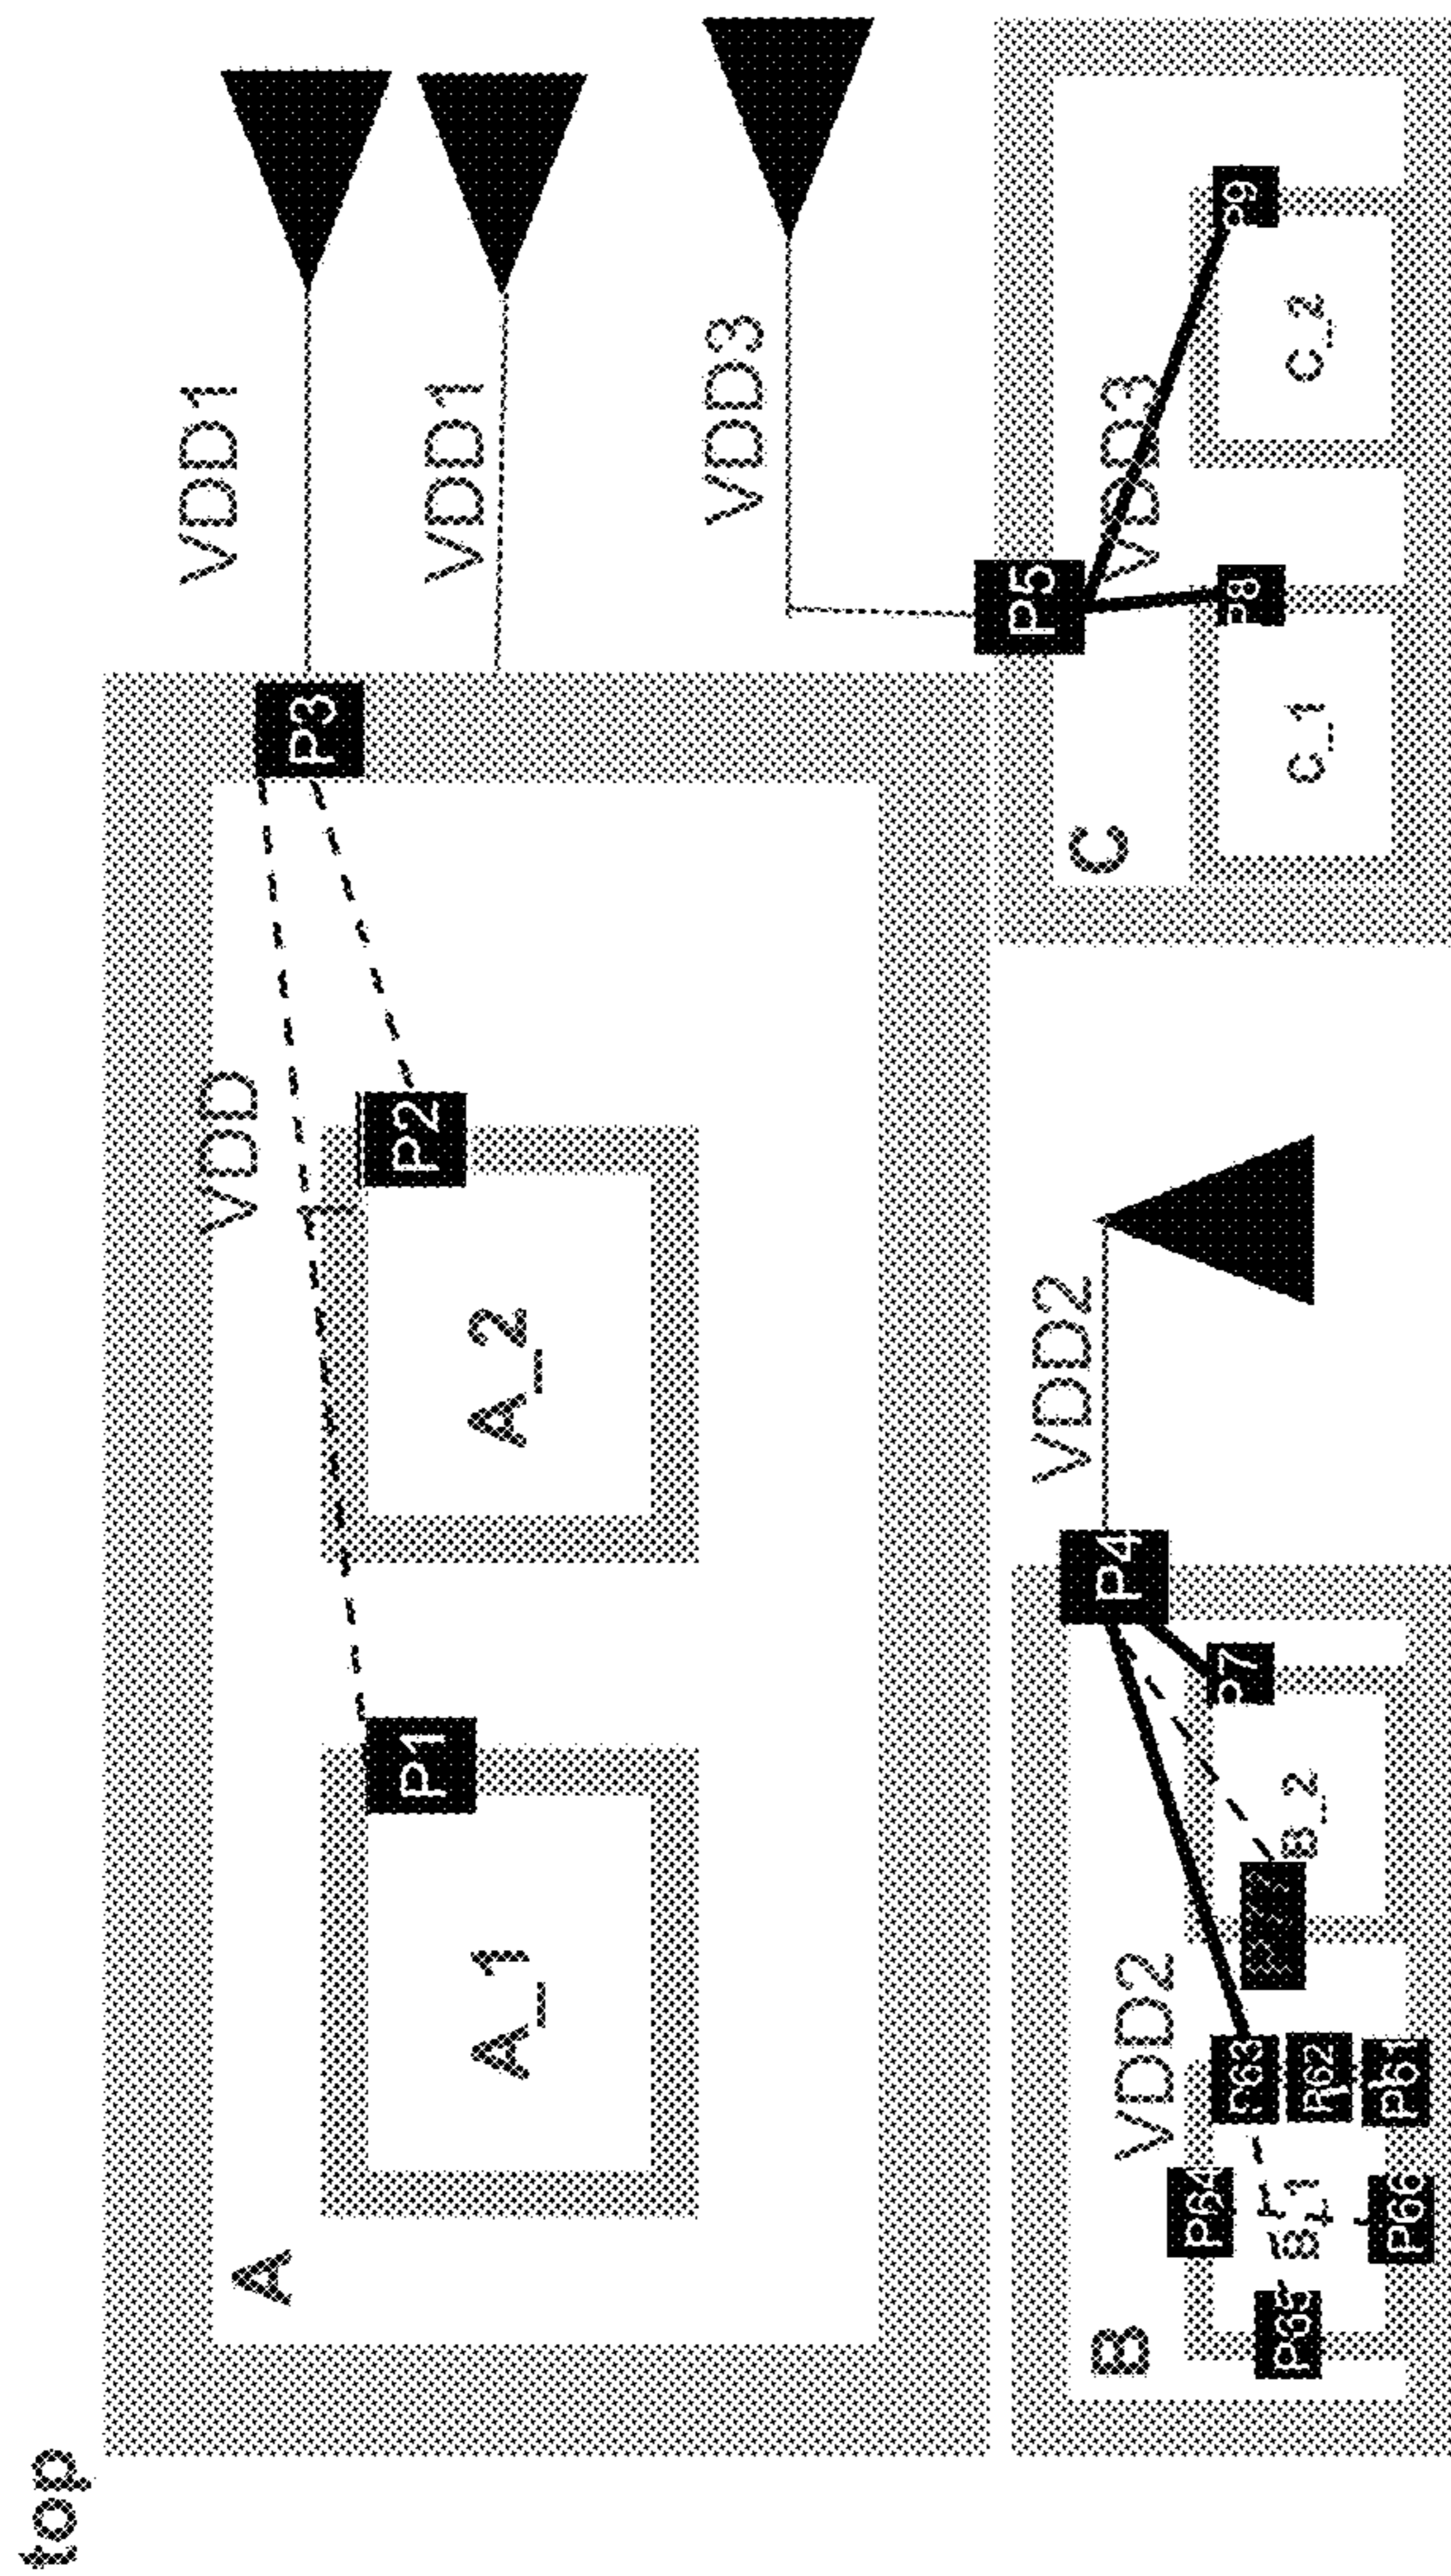 top
A
A_1
P1
A_2
P2
VDD
1
P3
VDD1
VDD1
VDD3
B
B_1
P64
P66
P63
P62
P61
VDD2
B_2
P7
P4
VDD2
C
C_1
P8
P5
VDD3
C_2
P9